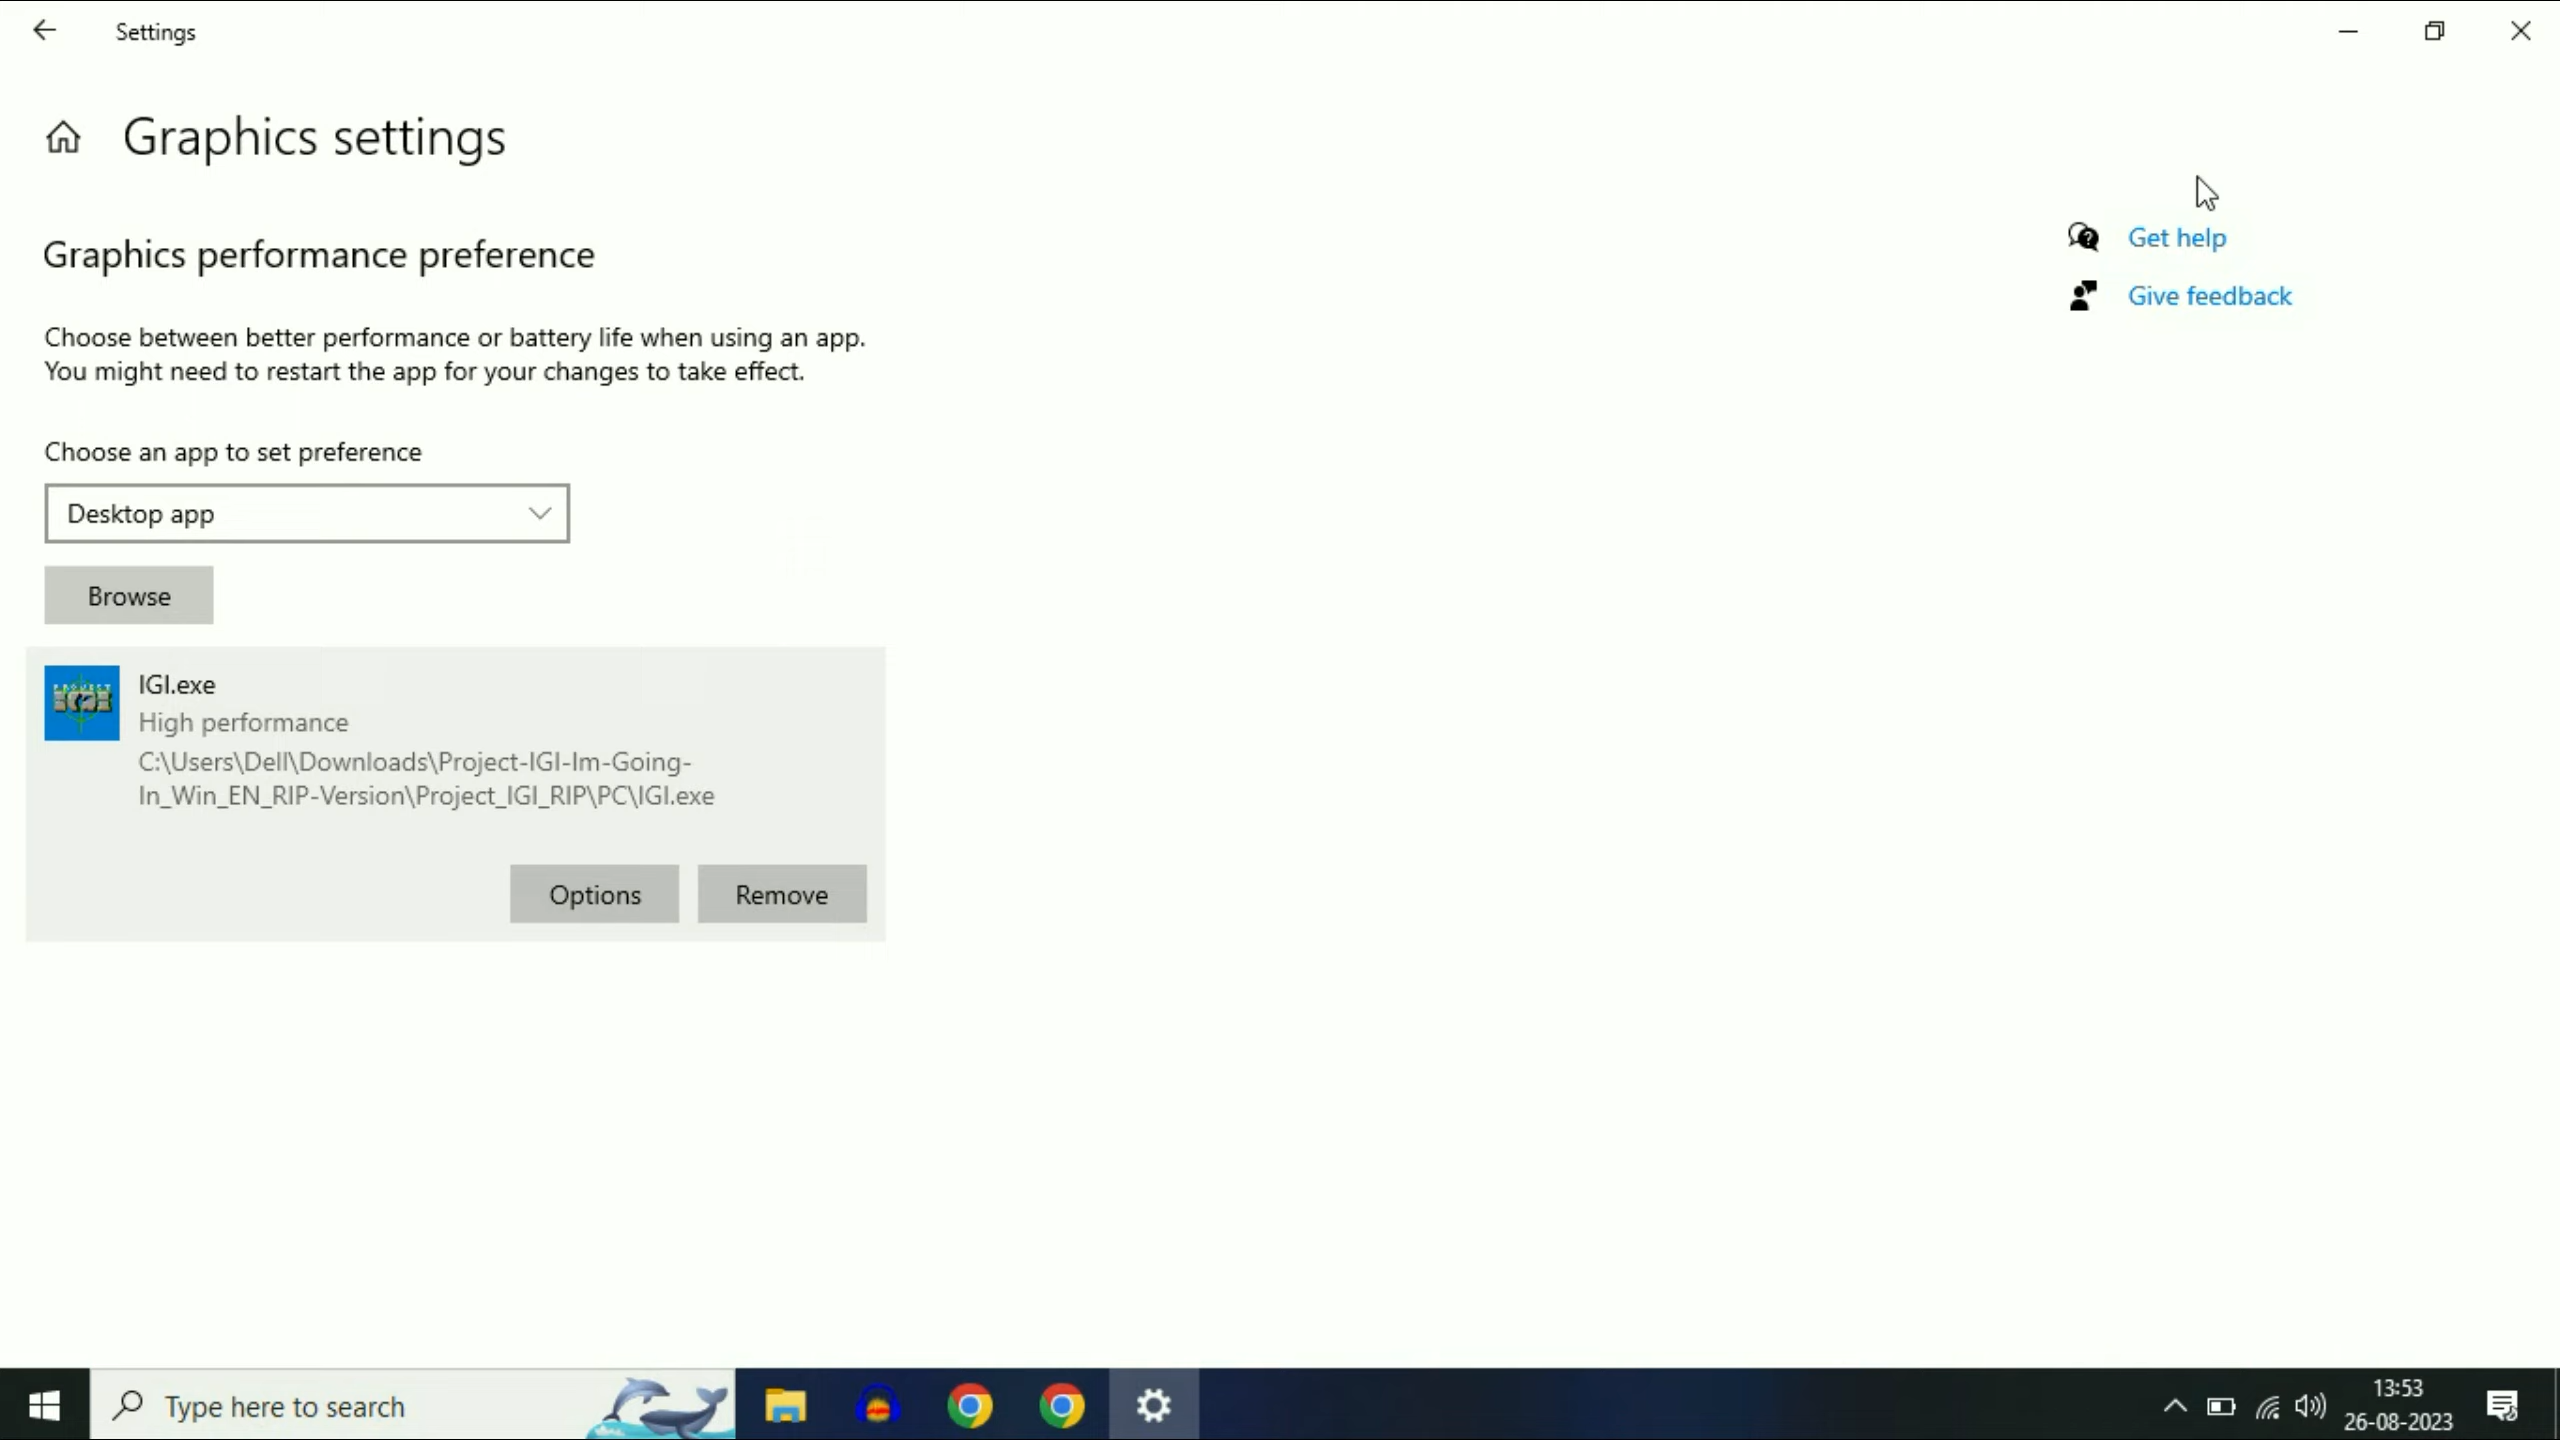 Settings
Graphics settings
Graphics performance preference
Choose between better performance or battery life when using an app.
You might need to restart the app for your changes to take effect.
Choose an app to set preference
Desktop app
Browse
IGI.exe
High performance
C:\Users\Dell\Downloads\Project-IGI-Im-Going-
In_Win_EN_RIP-Version\Project_IGI_RIP\PC\IGI.exe
Options
Remove
Get help
Give feedback
Type here to search
13:53
26-08-2023